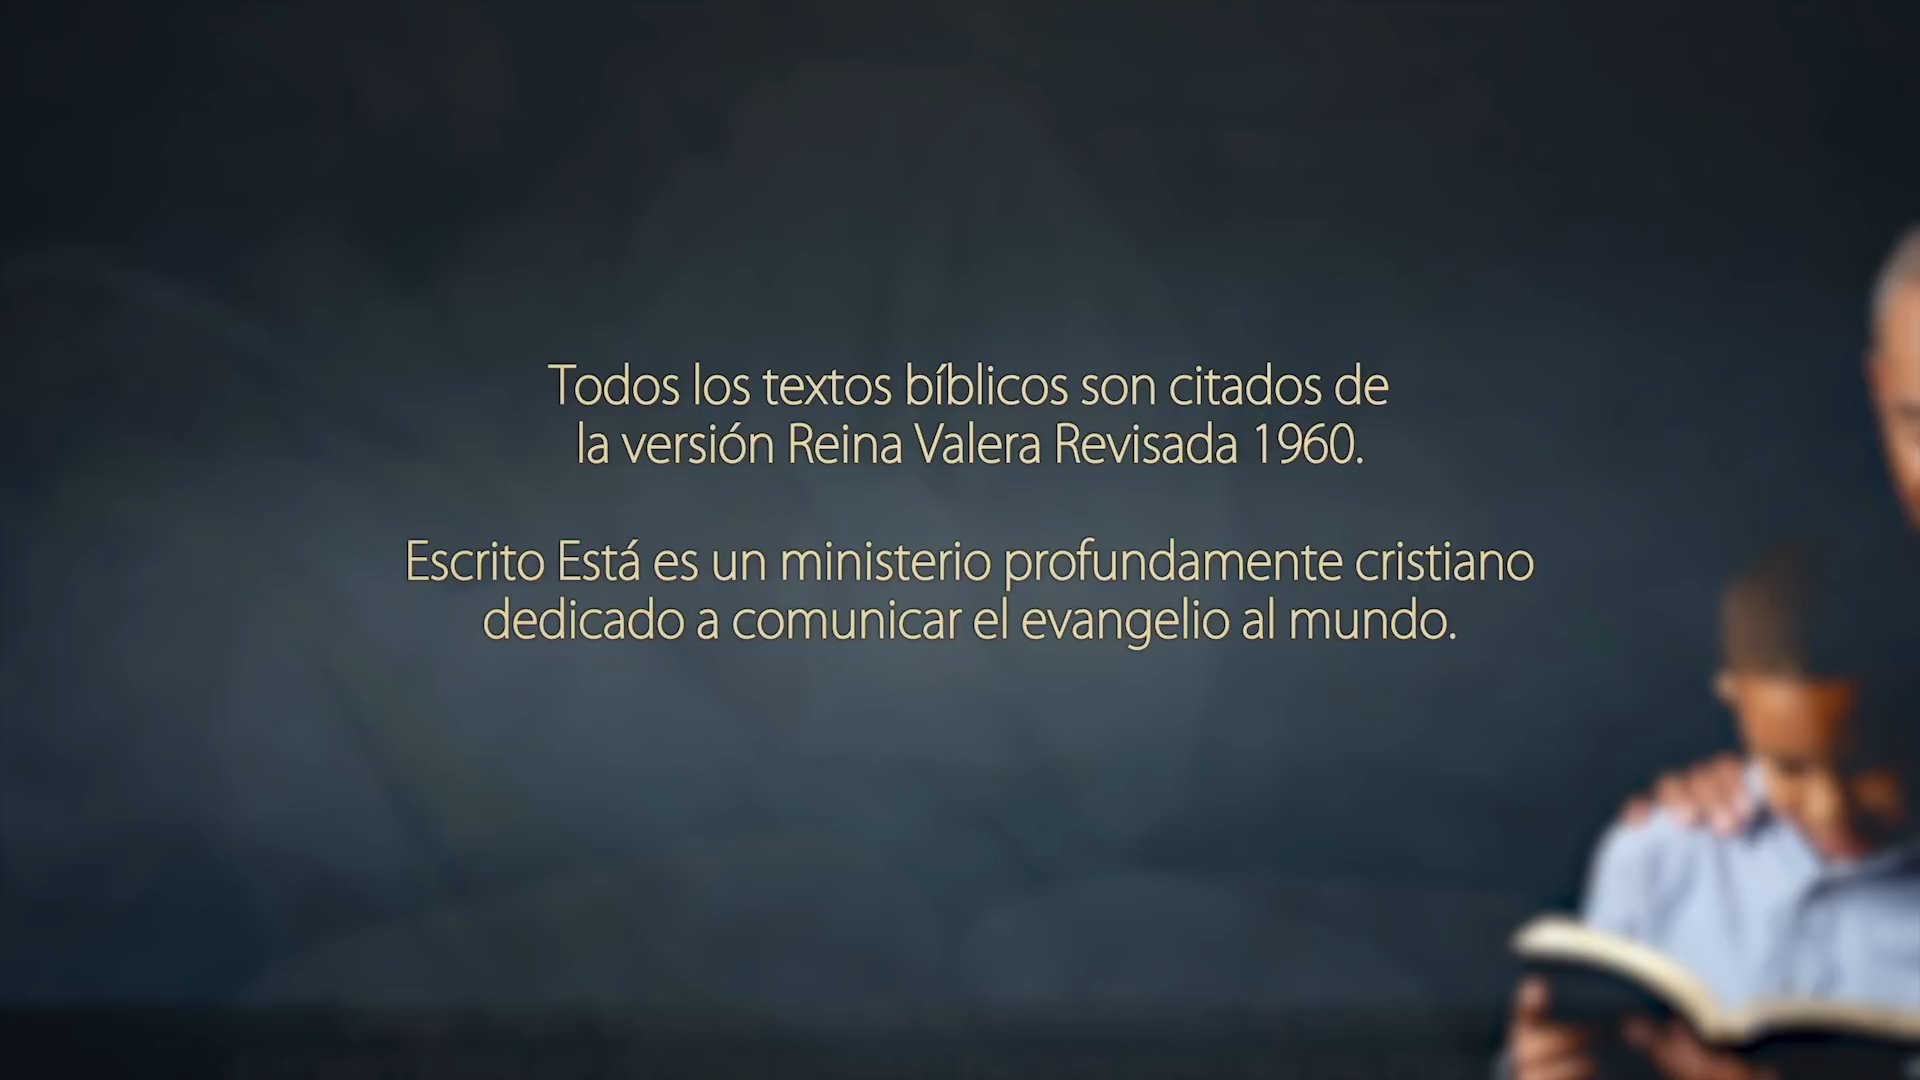 Todos los textos bíblicos son citados de
la versión Reina Valera Revisada 1960.
Escrito Está es un ministerio profundamente cristiano
dedicado a comunicar el evangelio al mundo.